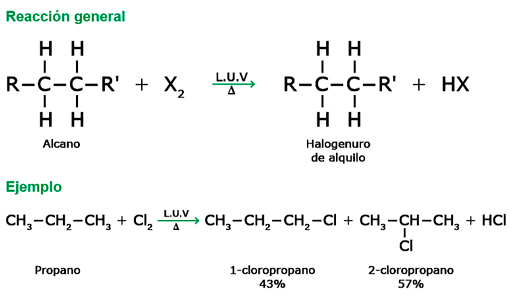 Reacción general
H H H H
R–C–C–R' + X₂ L.U.V Δ R–C–C–R' + HX
H H H H
Alcano Halogenuro
de alquilo
Ejemplo
CH₃–CH₂–CH₃ + Cl₂ L.U.V Δ CH₃–CH₂–CH₂–Cl + CH₃–CH–CH₃ + HCl
Cl
Propano 1-cloropropano 2-cloropropano
43% 57%